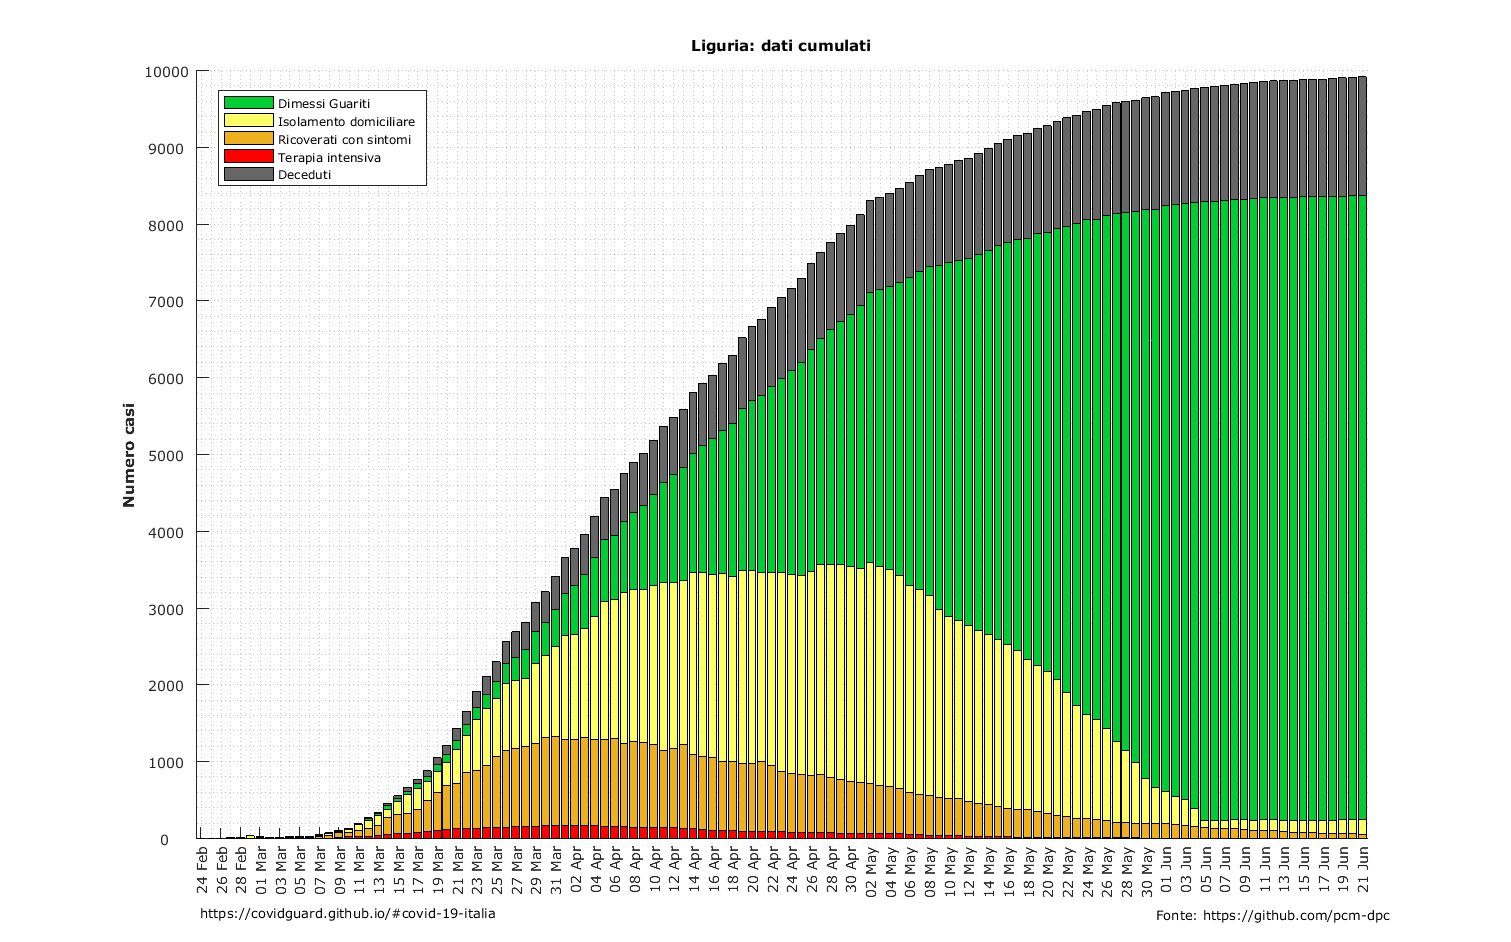 Liguria: dati cumulati
Numero casi
10000
9000
8000
7000
6000
5000
4000
3000
2000
1000
0
Dimessi Guariti
Isolamento domiciliare
Ricoverati con sintomi
Terapia intensiva
Deceduti
24 Feb
26 Feb
28 Feb
01 Mar
03 Mar
05 Mar
07 Mar
09 Mar
11 Mar
13 Mar
15 Mar
17 Mar
19 Mar
21 Mar
23 Mar
25 Mar
27 Mar
29 Mar
31 Mar
02 Apr
04 Apr
06 Apr
08 Apr
10 Apr
12 Apr
14 Apr
16 Apr
18 Apr
20 Apr
22 Apr
24 Apr
26 Apr
28 Apr
30 Apr
02 May
04 May
06 May
08 May
10 May
12 May
14 May
16 May
18 May
20 May
22 May
24 May
26 May
28 May
30 May
01 Jun
03 Jun
05 Jun
07 Jun
09 Jun
11 Jun
13 Jun
15 Jun
17 Jun
19 Jun
21 Jun
https://covidguard.github.io/#covid-19-italia
Fonte: https://github.com/pcm-dpc